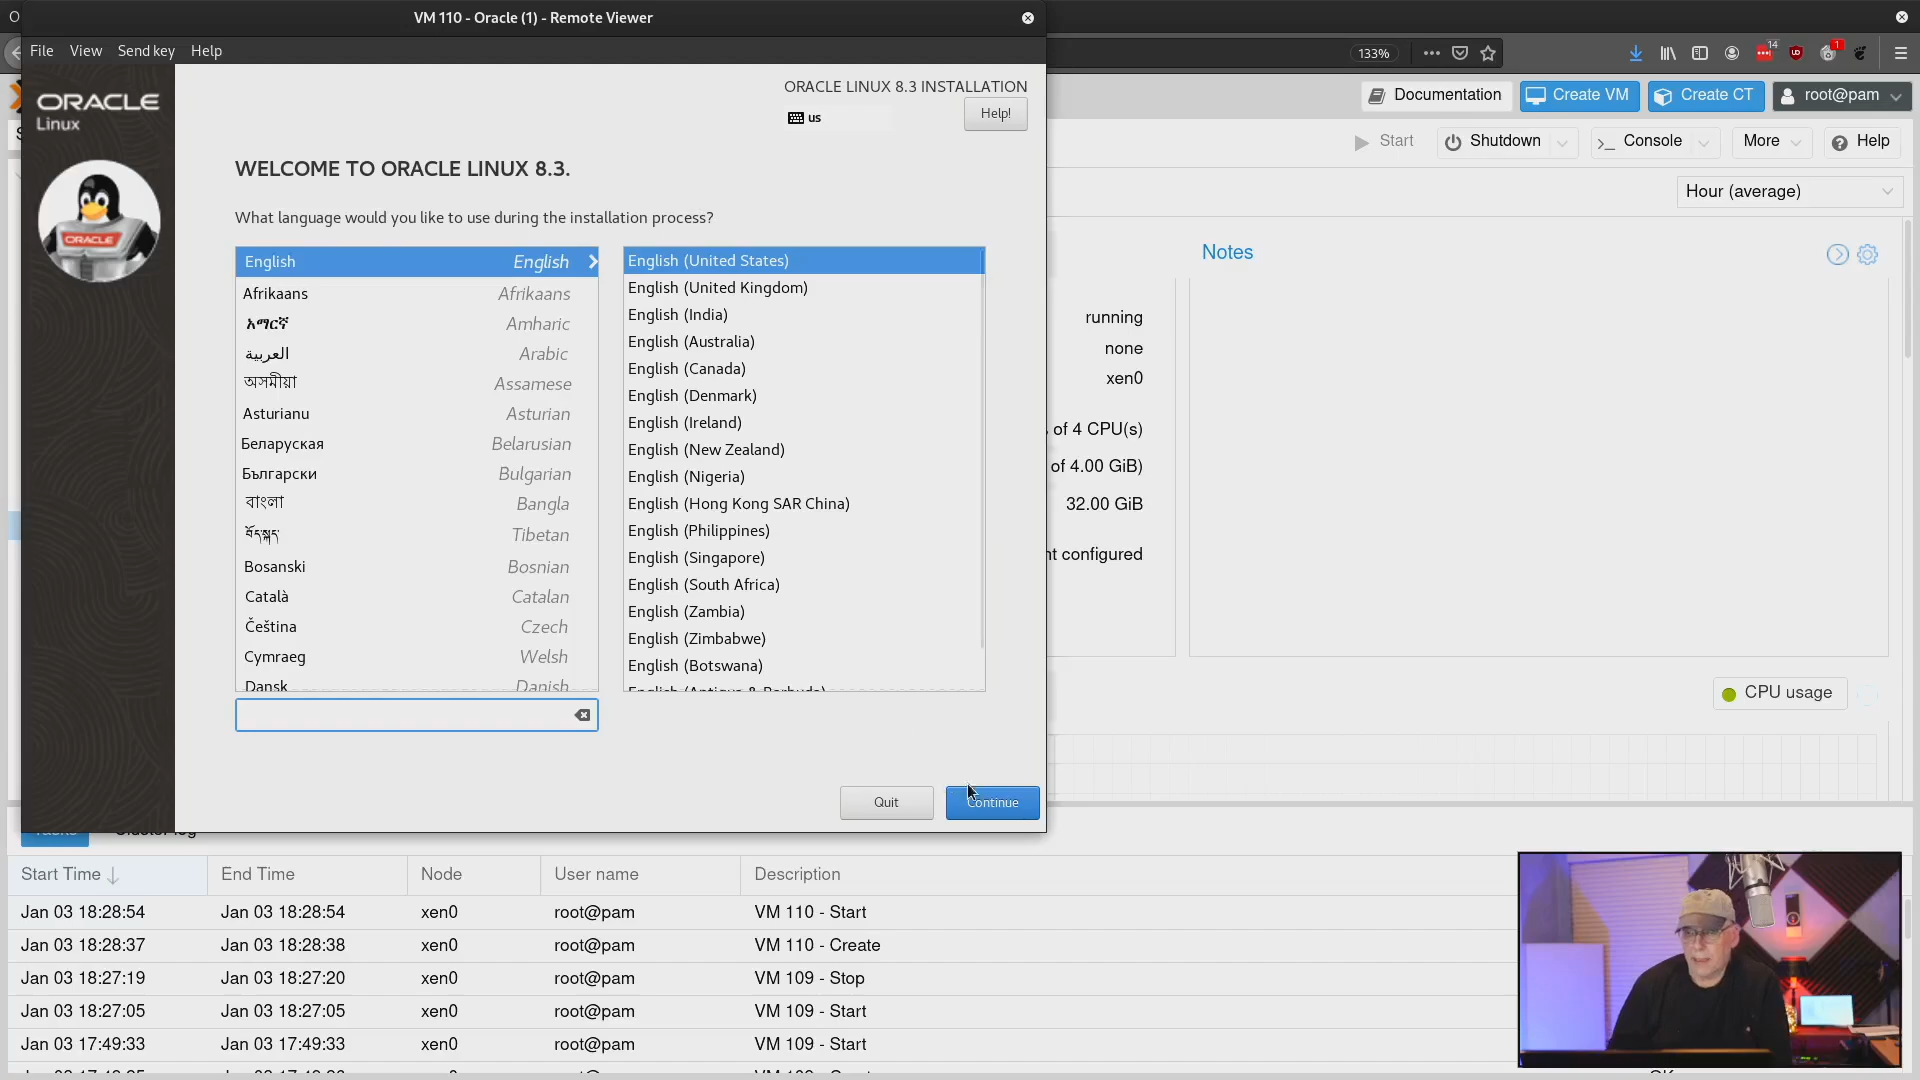 VM 110 - Oracle (1) - Remote Viewer
File View Send key Help
133%
14
1
ORACLE
Linux
ORACLE
ORACLE LINUX 8.3 INSTALLATION
us
Help!
WELCOME TO ORACLE LINUX 8.3.
What language would you like to use during the installation process?
English English
Afrikaans Afrikaans
አማርኛ Amharic
العربية Arabic
অসমীয়া Assamese
Asturianu Asturian
Беларуская Belarusian
Български Bulgarian
বাংলা Bangla
བོད་སྐད་ Tibetan
Bosanski Bosnian
Català Catalan
Čeština Czech
Cymraeg Welsh
Dansk Danish
English (United States)
English (United Kingdom)
English (India)
English (Australia)
English (Canada)
English (Denmark)
English (Ireland)
English (New Zealand)
English (Nigeria)
English (Hong Kong SAR China)
English (Philippines)
English (Singapore)
English (South Africa)
English (Zambia)
English (Zimbabwe)
English (Botswana)
English (Antigua & Barbuda)
Quit Continue
Documentation Create VM Create CT root@pam
Start Shutdown Console More Help
Hour (average)
Notes
running
none
xen0
of 4 CPU(s)
of 4.00 GiB)
32.00 GiB
configured
CPU usage
Tasks Cluster log
Start Time End Time Node User name Description
Jan 03 18:28:54 Jan 03 18:28:54 xen0 root@pam VM 110 - Start
Jan 03 18:28:37 Jan 03 18:28:38 xen0 root@pam VM 110 - Create
Jan 03 18:27:19 Jan 03 18:27:20 xen0 root@pam VM 109 - Stop
Jan 03 18:27:05 Jan 03 18:27:05 xen0 root@pam VM 109 - Start
Jan 03 17:49:33 Jan 03 17:49:33 xen0 root@pam VM 109 - Start